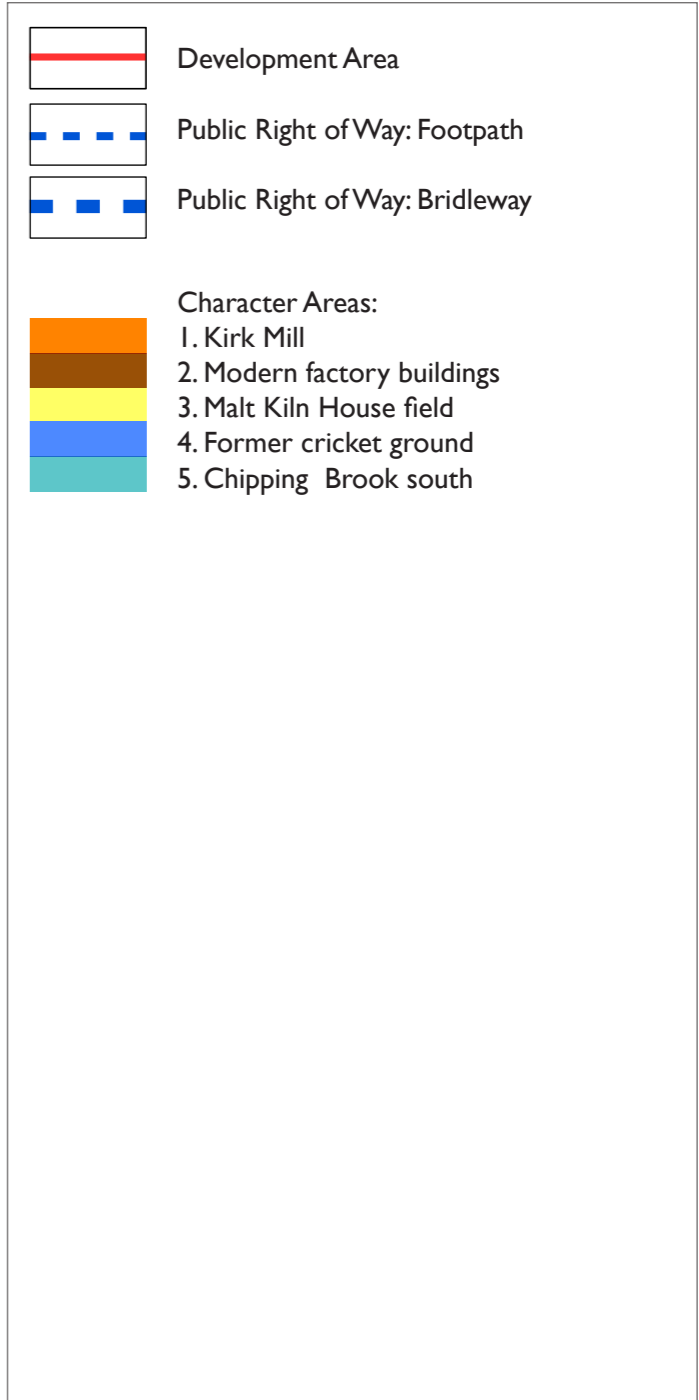 Development Area
Public Right of Way: Footpath
Public Right of Way: Bridleway
Character Areas:
1. Kirk Mill
2. Modern factory buildings
3. Malt Kiln House field
4. Former cricket ground
5. Chipping Brook south